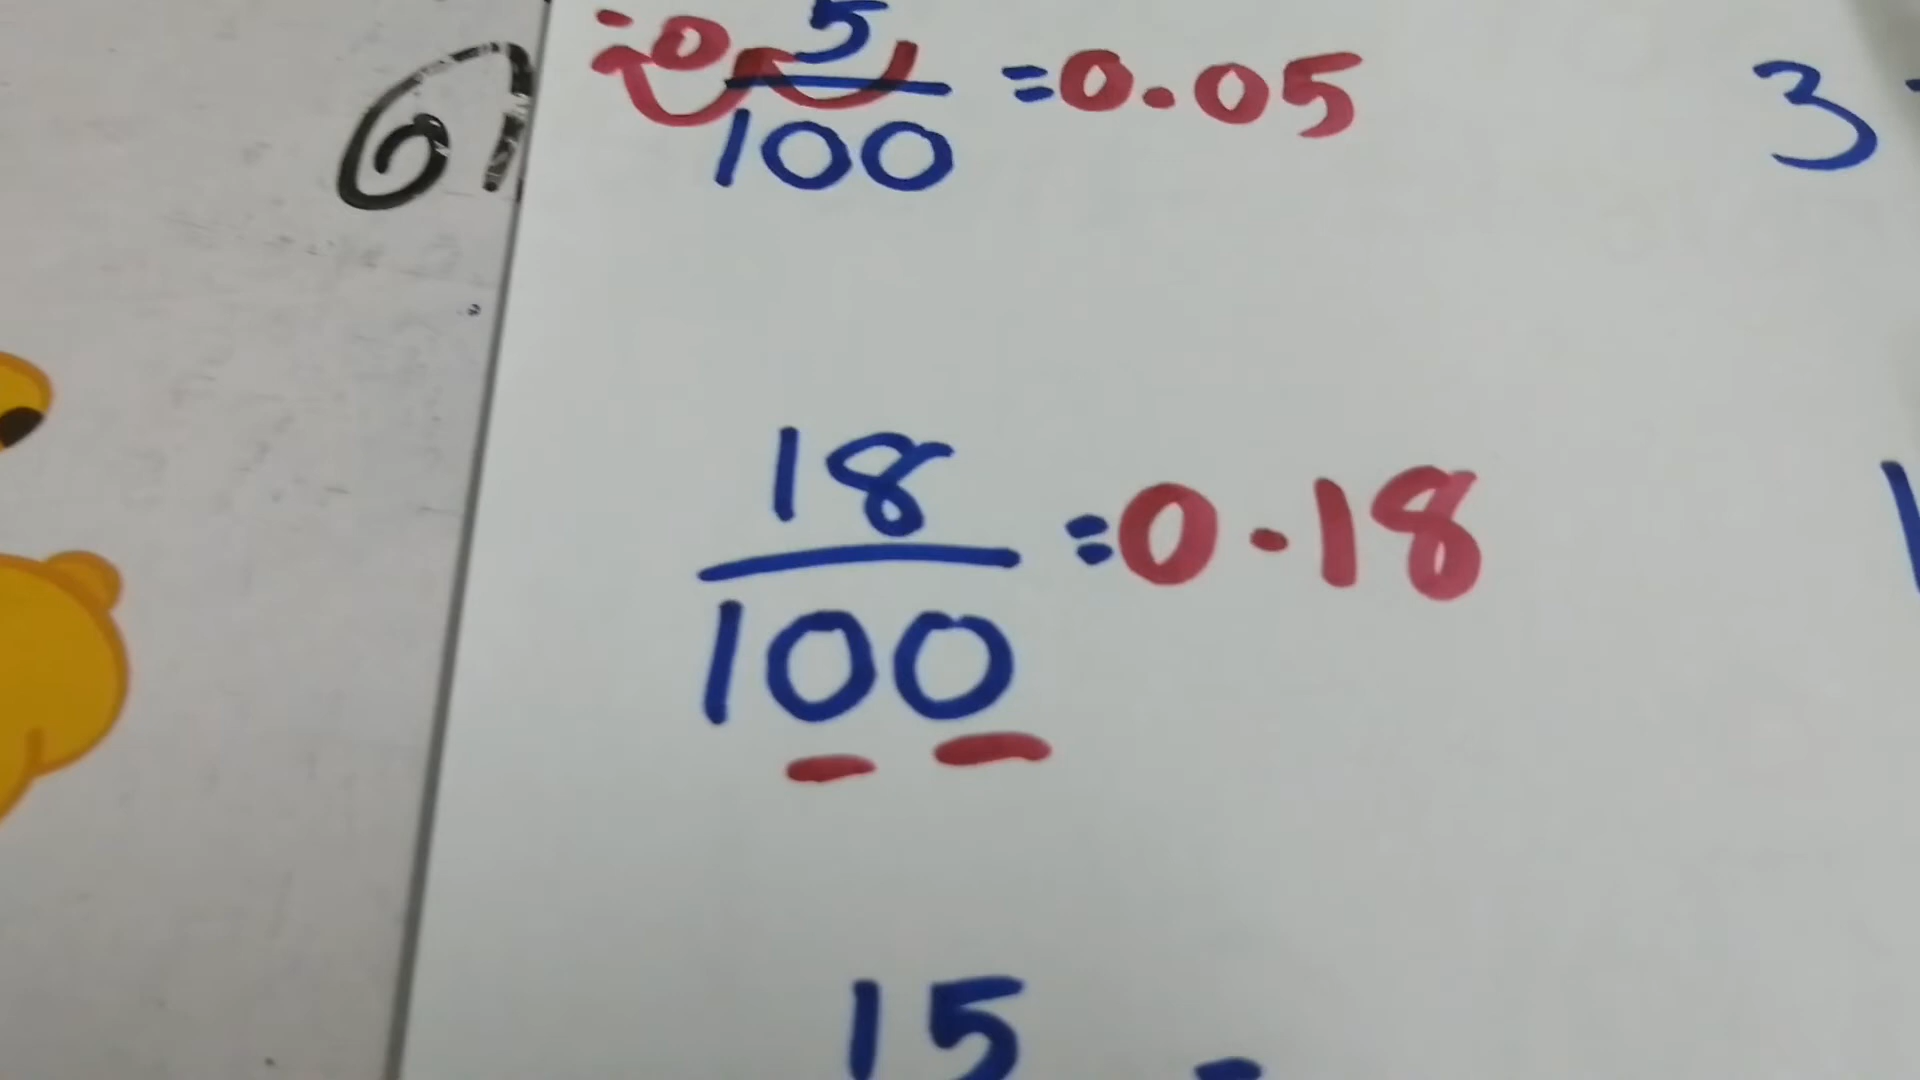 5/100 = 0.05
3
18/100 = 0.18
15 =